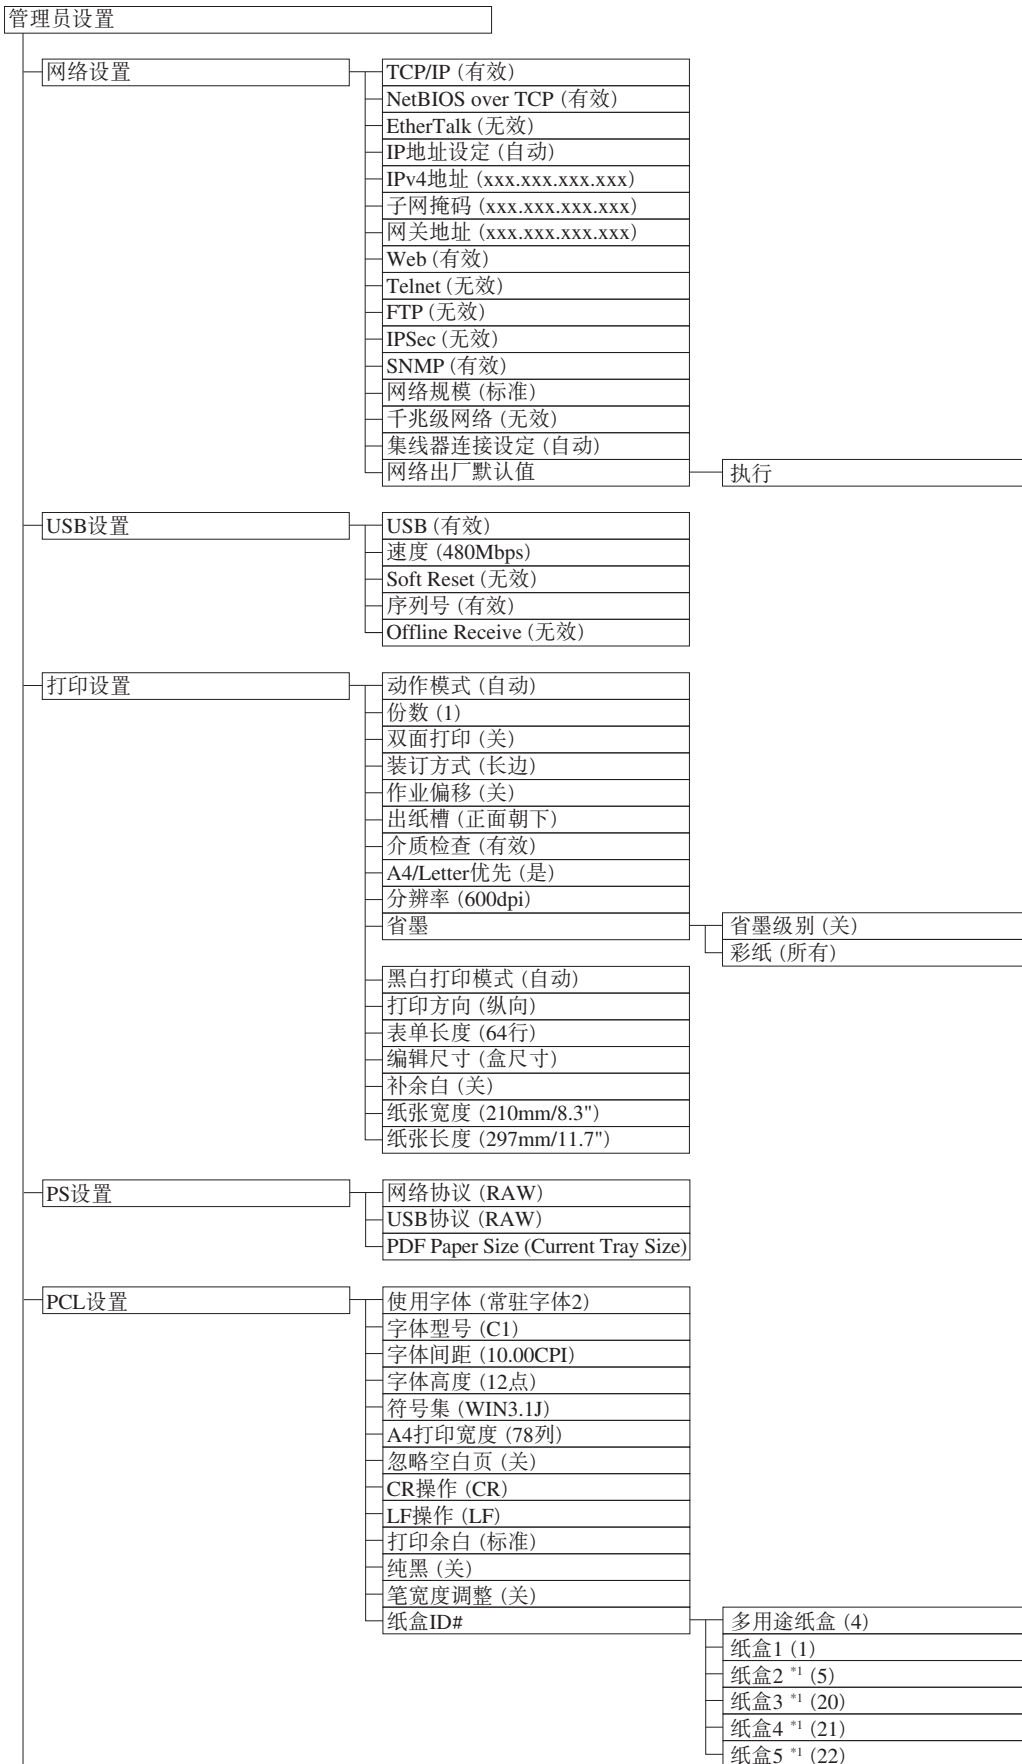 管理员设置
网络设置
TCP/IP (有效)
NetBIOS over TCP (有效)
EtherTalk (无效)
IP地址设定 (自动)
IPv4地址 (xxx.xxx.xxx.xxx)
子网掩码 (xxx.xxx.xxx.xxx)
网关地址 (xxx.xxx.xxx.xxx)
Web (有效)
Telnet (无效)
FTP (无效)
IPSec (无效)
SNMP (有效)
网络规模 (标准)
千兆级网络 (无效)
集线器连接设定 (自动)
网络出厂默认值
执行
USB设置
USB (有效)
速度 (480Mbps)
Soft Reset (无效)
序列号 (有效)
Offline Receive (无效)
打印设置
动作模式 (自动)
份数 (1)
双面打印 (关)
装订方式 (长边)
作业偏移 (关)
出纸槽 (正面朝下)
介质检查 (有效)
A4/Letter优先 (是)
分辨率 (600dpi)
省墨
省墨级别 (关)
彩纸 (所有)
黑白打印模式 (自动)
打印方向 (纵向)
表单长度 (64行)
编辑尺寸 (盒尺寸)
补余白 (关)
纸张宽度 (210mm/8.3")
纸张长度 (297mm/11.7")
PS设置
网络协议 (RAW)
USB协议 (RAW)
PDF Paper Size (Current Tray Size)
PCL设置
使用字体 (常驻字体2)
字体型号 (C1)
字体间距 (10.00CPI)
字体高度 (12点)
符号集 (WIN3.1J)
A4打印宽度 (78列)
忽略空白页 (关)
CR操作 (CR)
LF操作 (LF)
打印余白 (标准)
纯黑 (关)
笔宽度调整 (关)
纸盒ID#
多用途纸盒 (4)
纸盒1 (1)
纸盒2 *1 (5)
纸盒3 *1 (20)
纸盒4 *1 (21)
纸盒5 *1 (22)